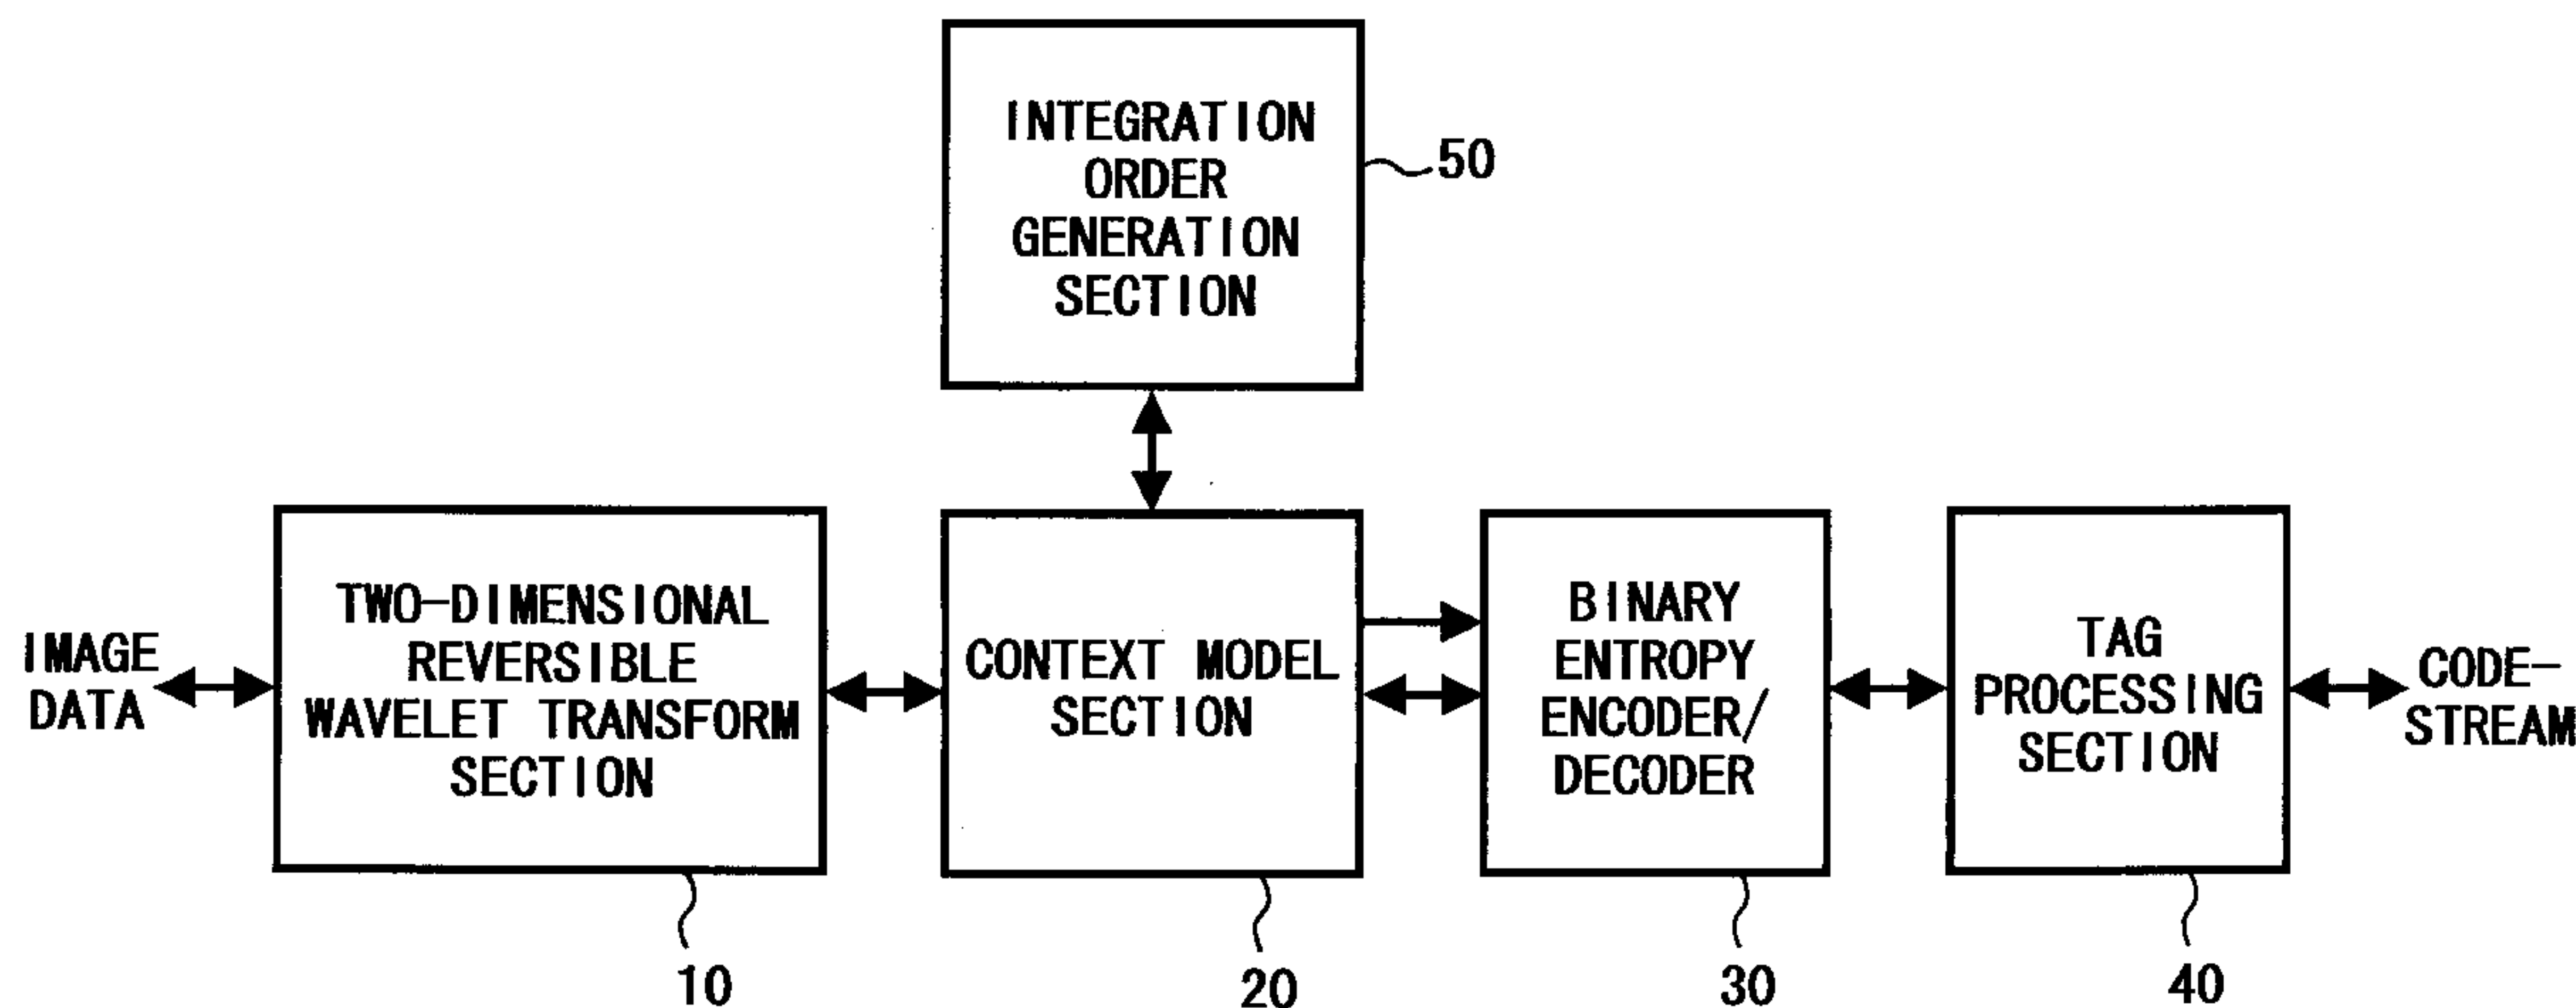 INTEGRATION
ORDER
GENERATION
SECTION
50
IMAGE
DATA
TWO-DIMENSIONAL
REVERSIBLE
WAVELET TRANSFORM
SECTION
10
CONTEXT MODEL
SECTION
20
BINARY
ENTROPY
ENCODER/
DECODER
30
TAG
PROCESSING
SECTION
40
CODE-
STREAM